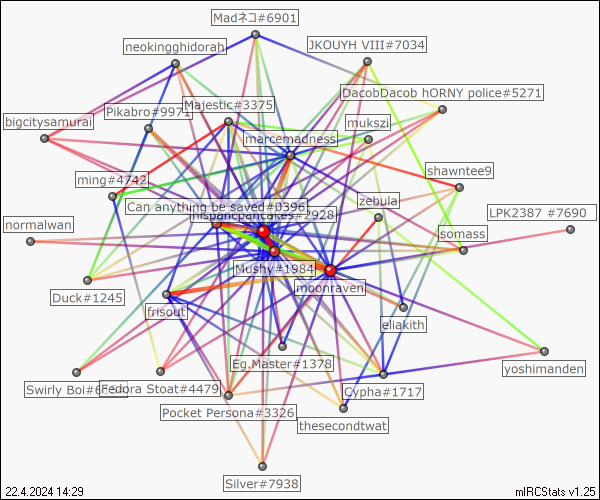 Madネコ#6901
neokingghidorah
JKOUYH VIII#7034
DacobDacob hORNY police#5271
Majestic#3375
Pikabro#9971
bigcitysamurai
mukszi
marcemadness
shawntee9
ming#4742
zebula
Can anything be saved#0396
LPK2387 #7690
hispanicpancakes#2928
normalwan
somass
Mushy#1984
moonraven
Duck#1245
frisout
eliakith
Eg.Master#1378
yoshimanden
Swirly Boi#6
Fedora Stoat#4479
Cypha#1717
Pocket Persona#3326
thesecondtwat
Silver#7938
22.4.2024 14:29
mIRCStats v1.25